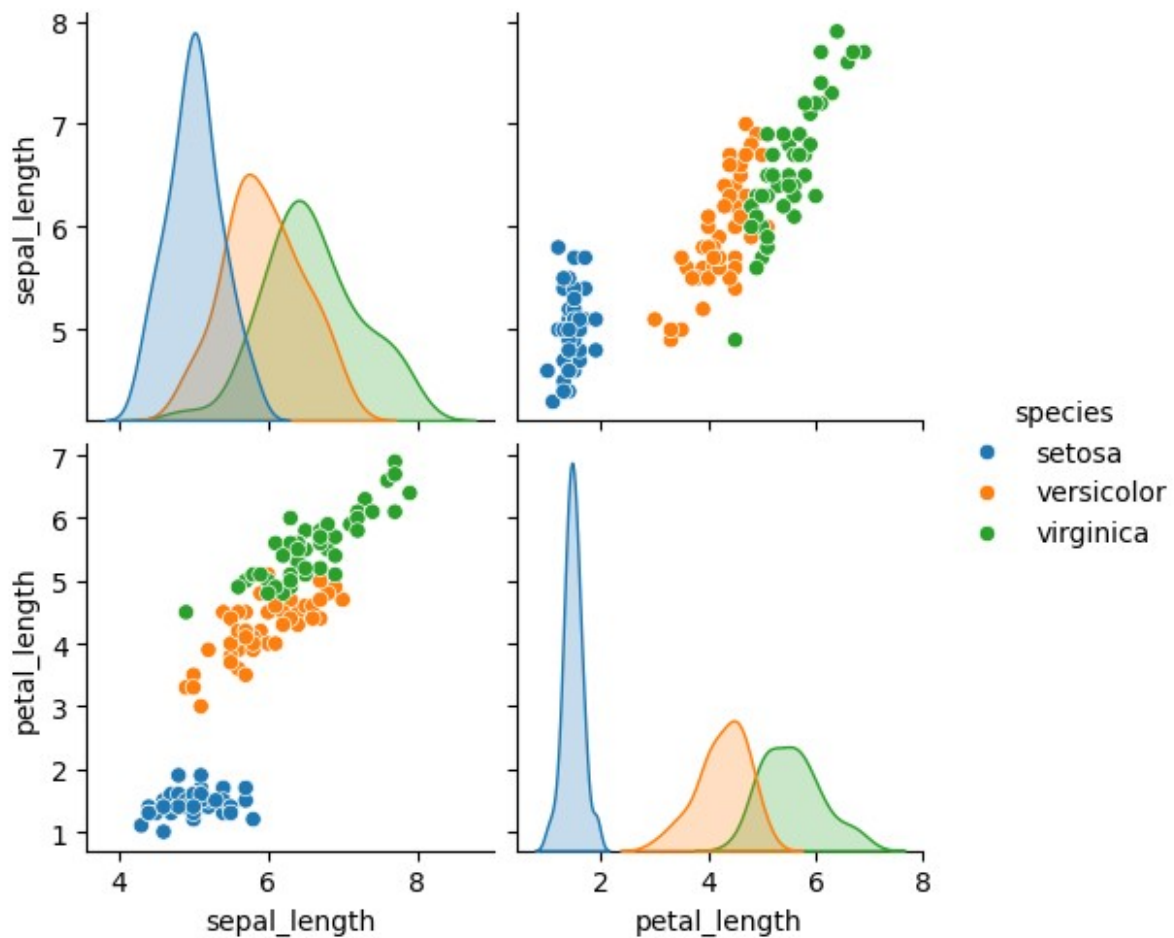 8
7
6
5
sepal_length
species
setosa
versicolor
virginica
7
6
5
4
3
2
1
petal_length
4 6 8
2 4 6 8
sepal_length
petal_length